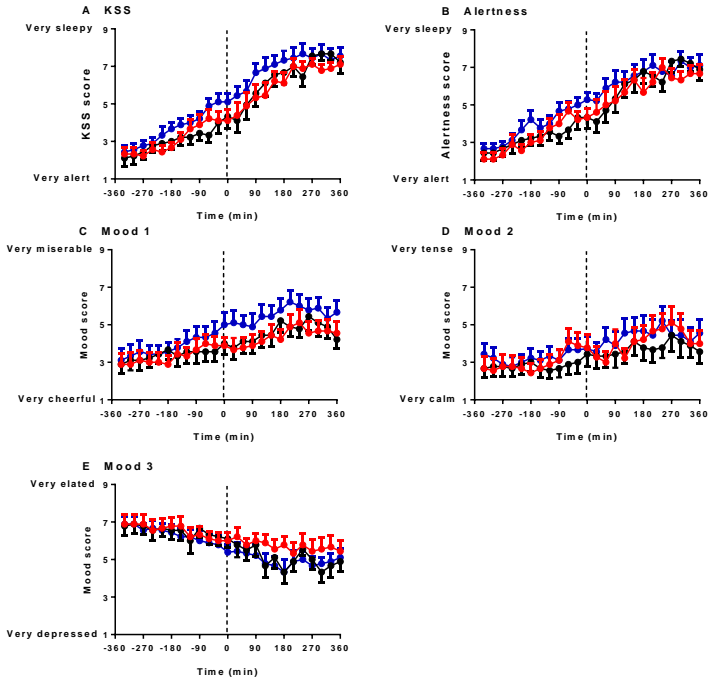 A KSS
Very sleepy 9
7
5
3
Very alert 1
KSS score
-360 -270 -180 -90 0 90 180 270 360
Time (min)
B Alertness
Very sleepy 9
7
5
3
Very alert 1
Alertness score
-360 -270 -180 -90 0 90 180 270 360
Time (min)
C Mood 1
Very miserable 9
7
5
3
Very cheerful 1
Mood score
-360 -270 -180 -90 0 90 180 270 360
Time (min)
D Mood 2
Very tense 9
7
5
3
Very calm 1
Mood score
-360 -270 -180 -90 0 90 180 270 360
Time (min)
E Mood 3
Very elated 9
7
5
3
Very depressed 1
Mood score
-360 -270 -180 -90 0 90 180 270 360
Time (min)